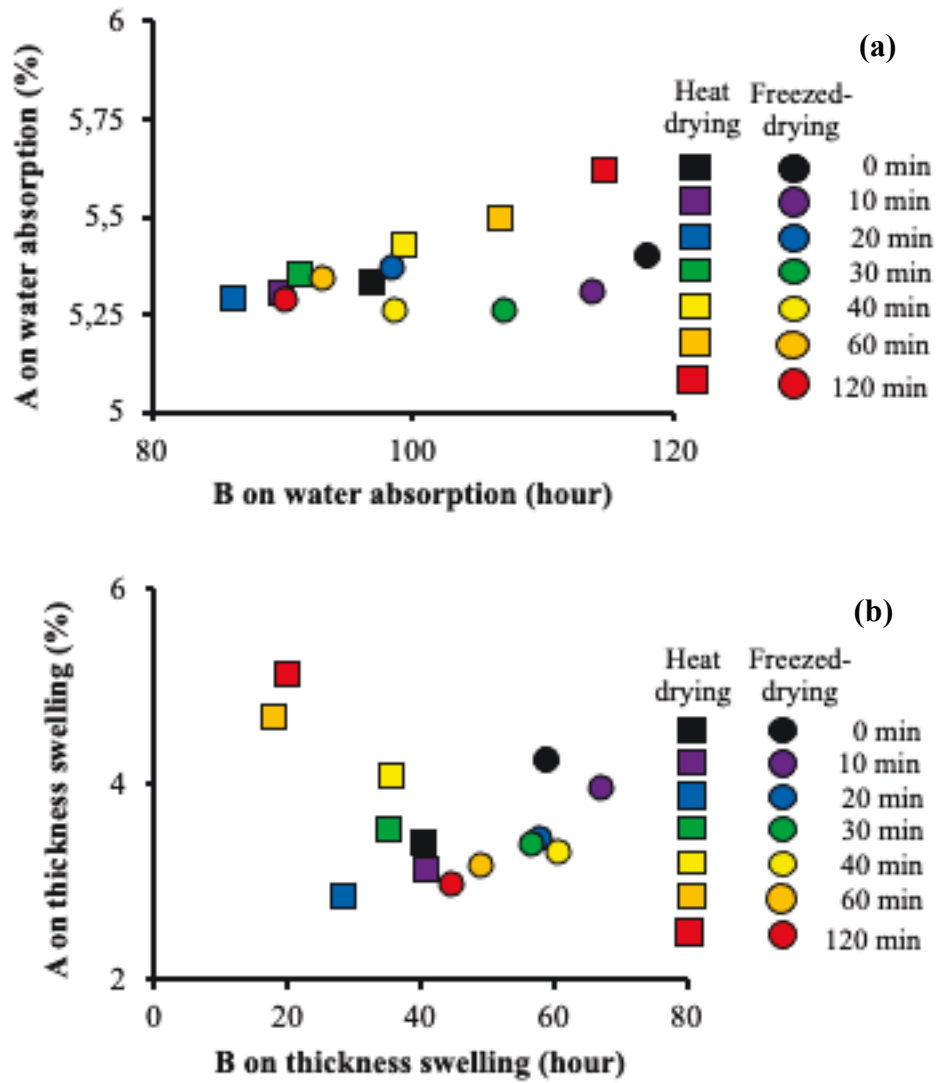 (a)
A on water absorption (%)
6
5,75
5,5
5,25
5
80 100 120
B on water absorption (hour)
Heat drying
Freezed-drying
0 min
10 min
20 min
30 min
40 min
60 min
120 min
(b)
A on thickness swelling (%)
6
4
2
0 20 40 60 80
B on thickness swelling (hour)
Heat drying
Freezed-drying
0 min
10 min
20 min
30 min
40 min
60 min
120 min